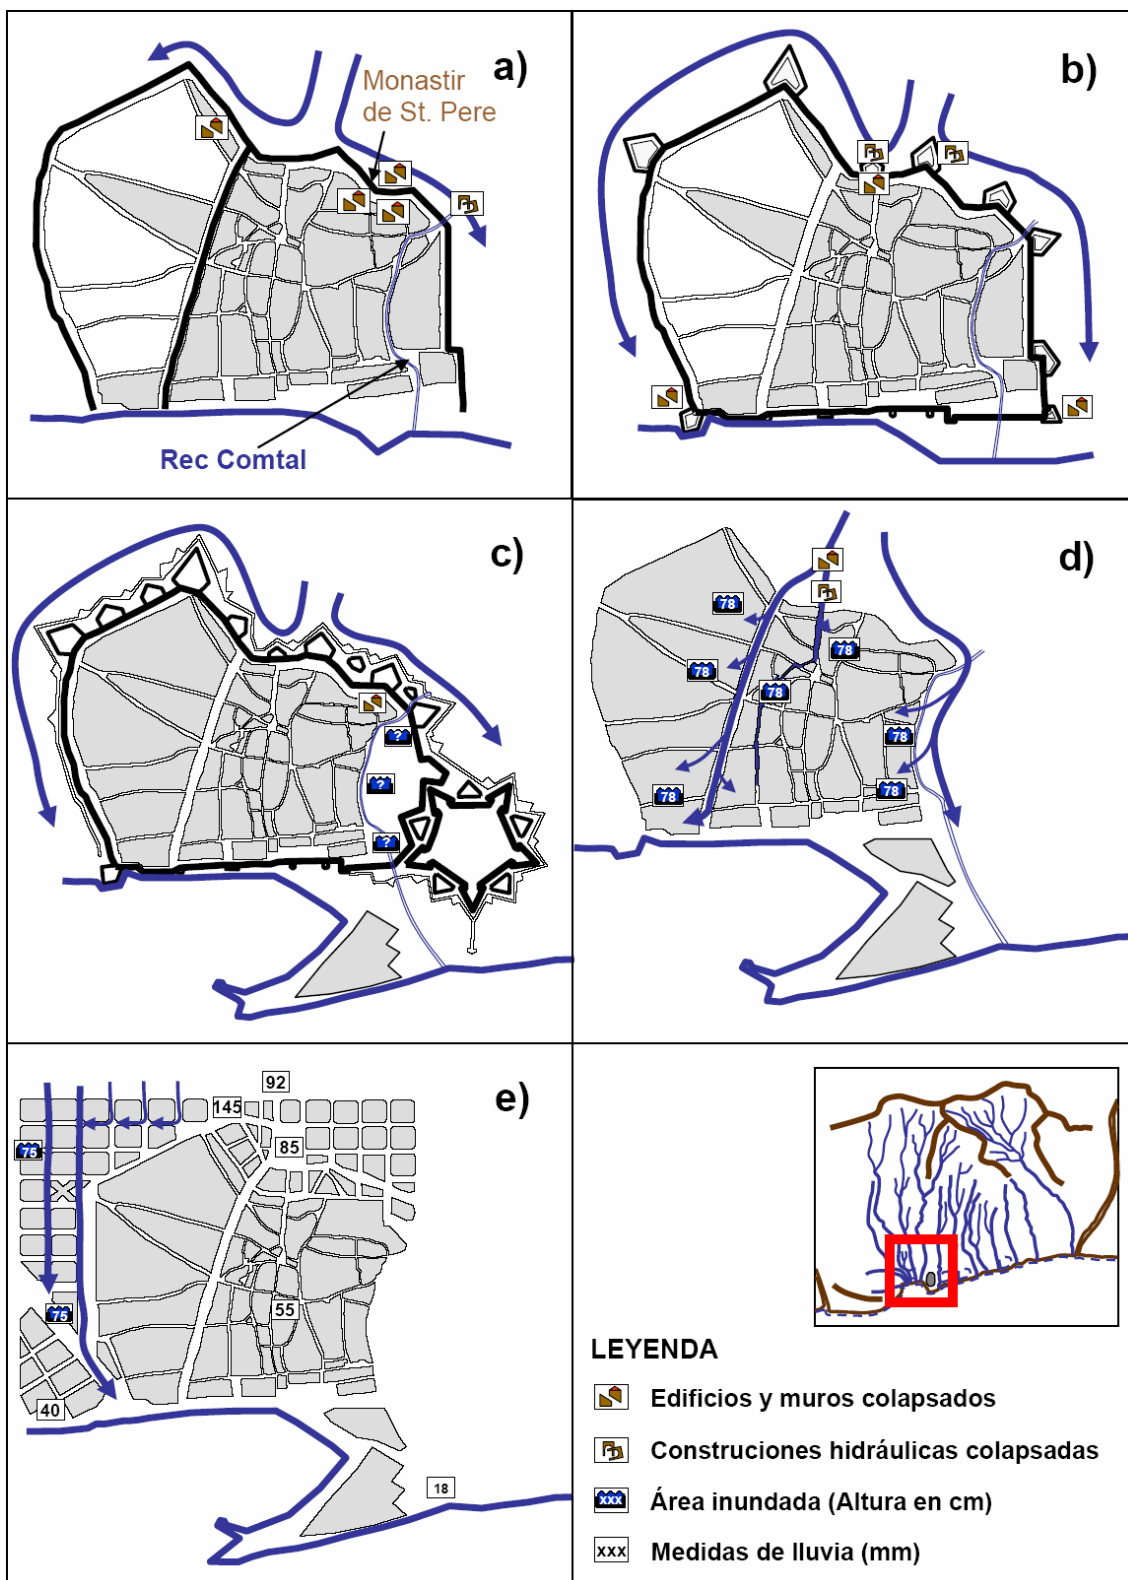 a)
Monastir
de St. Pere
Rec Comtal
b)
c)
?
?
?
d)
78
78
78
78
78
78
78
e)
92
145
85
75
55
75
40
18
LEYENDA
Edificios y muros colapsados
Construciones hidráulicas colapsadas
xxx Área inundada (Altura en cm)
xxx Medidas de lluvia (mm)